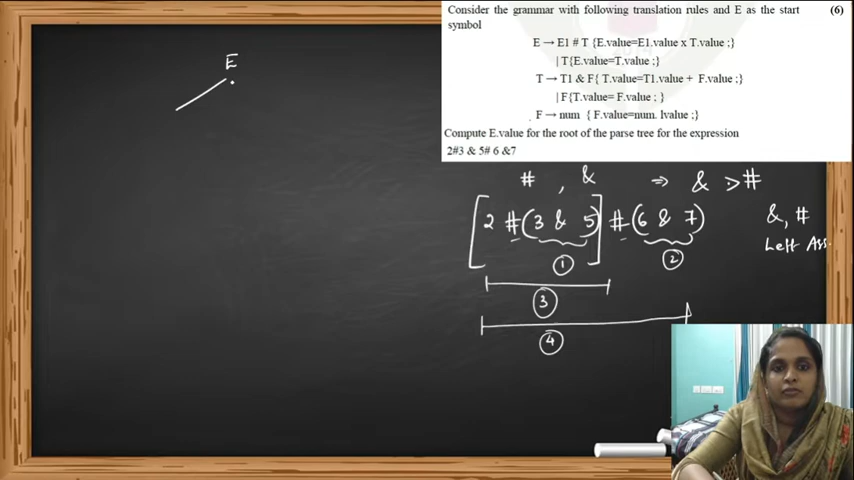 Consider the grammar with following translation rules and E as the start (6)
symbol
E → E1 # T {E.value=E1.value x T.value ;}
| T{E.value=T.value ;}
T → T1 & F{ T.value=T1.value + F.value ;}
| F{T.value= F.value ; }
F → num { F.value=num. lvalue ;}
Compute E.value for the root of the parse tree for the expression
2#3 & 5# 6 &7
E
# , & ⇒ & ·> #
[2 # (3 & 5)] # (6 & 7)
&, #
Left Ass.
① ②
③
④